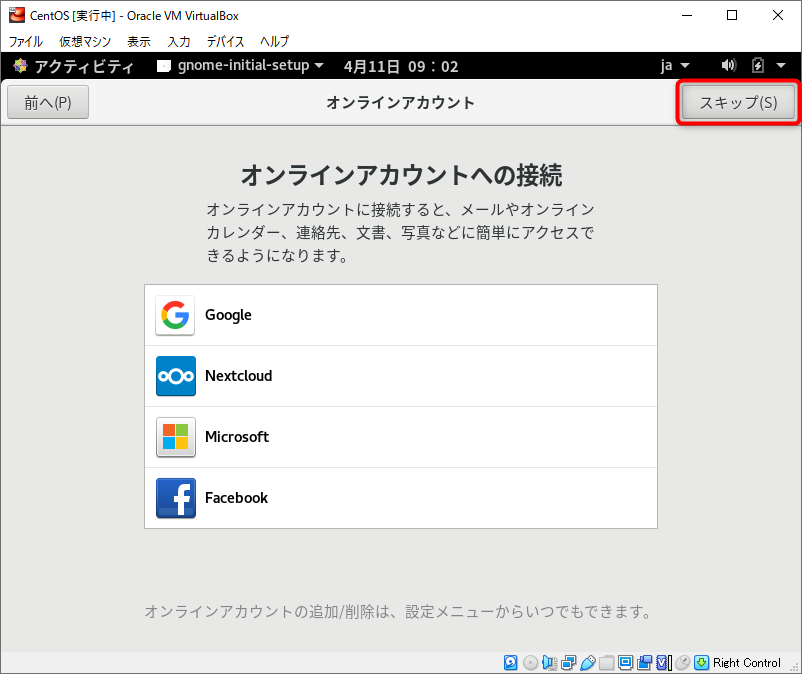 CentOS [実行中] - Oracle VM VirtualBox
ファイル 仮想マシン 表示 入力 デバイス ヘルプ
アクティビティ gnome-initial-setup 4月11日 09：02 ja
前へ(P) オンラインアカウント スキップ(S)
オンラインアカウントへの接続
オンラインアカウントに接続すると、メールやオンライン
カレンダー、連絡先、文書、写真などに簡単にアクセスで
きるようになります。
Google
Nextcloud
Microsoft
Facebook
オンラインアカウントの追加/削除は、設定メニューからいつでもできます。
Right Control